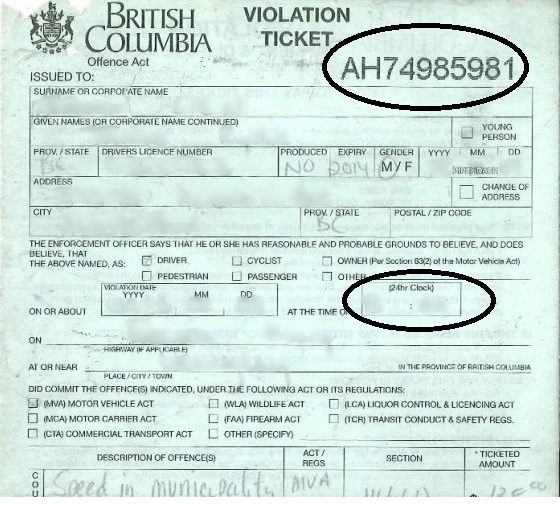 BRITISH COLUMBIA
Offence Act
VIOLATION TICKET
AH74985981
ISSUED TO:
SURNAME OR CORPORATE NAME
GIVEN NAMES (OR CORPORATE NAME CONTINUED)
YOUNG PERSON
PROV. / STATE DRIVERS LICENCE NUMBER PRODUCED EXPIRY GENDER YYYY MM DD
BC NO 2014 M / F
ADDRESS
CHANGE OF ADDRESS
CITY PROV. / STATE POSTAL / ZIP CODE
BC
THE ENFORCEMENT OFFICER SAYS THAT HE OR SHE HAS REASONABLE AND PROBABLE GROUNDS TO BELIEVE, AND DOES
BELIEVE, THAT
THE ABOVE NAMED, AS: DRIVER CYCLIST OWNER (Per Section 83(2) of the Motor Vehicle Act)
PEDESTRIAN PASSENGER OTHER
VIOLATION DATE (24hr Clock)
YYYY MM DD :
ON OR ABOUT AT THE TIME OF
ON
HIGHWAY (IF APPLICABLE)
AT OR NEAR IN THE PROVINCE OF BRITISH COLUMBIA
PLACE / CITY / TOWN
DID COMMIT THE OFFENCE(S) INDICATED, UNDER THE FOLLOWING ACT OR ITS REGULATIONS:
(MVA) MOTOR VEHICLE ACT (WLA) WILDLIFE ACT (LCA) LIQUOR CONTROL & LICENCING ACT
(MCA) MOTOR CARRIER ACT (FAA) FIREARM ACT (TCR) TRANSIT CONDUCT & SAFETY REGS.
(CTA) COMMERCIAL TRANSPORT ACT OTHER (SPECIFY)
DESCRIPTION OF OFFENCE(S) ACT / REGS SECTION * TICKETED AMOUNT
C O U
Speed in municipality MVA $